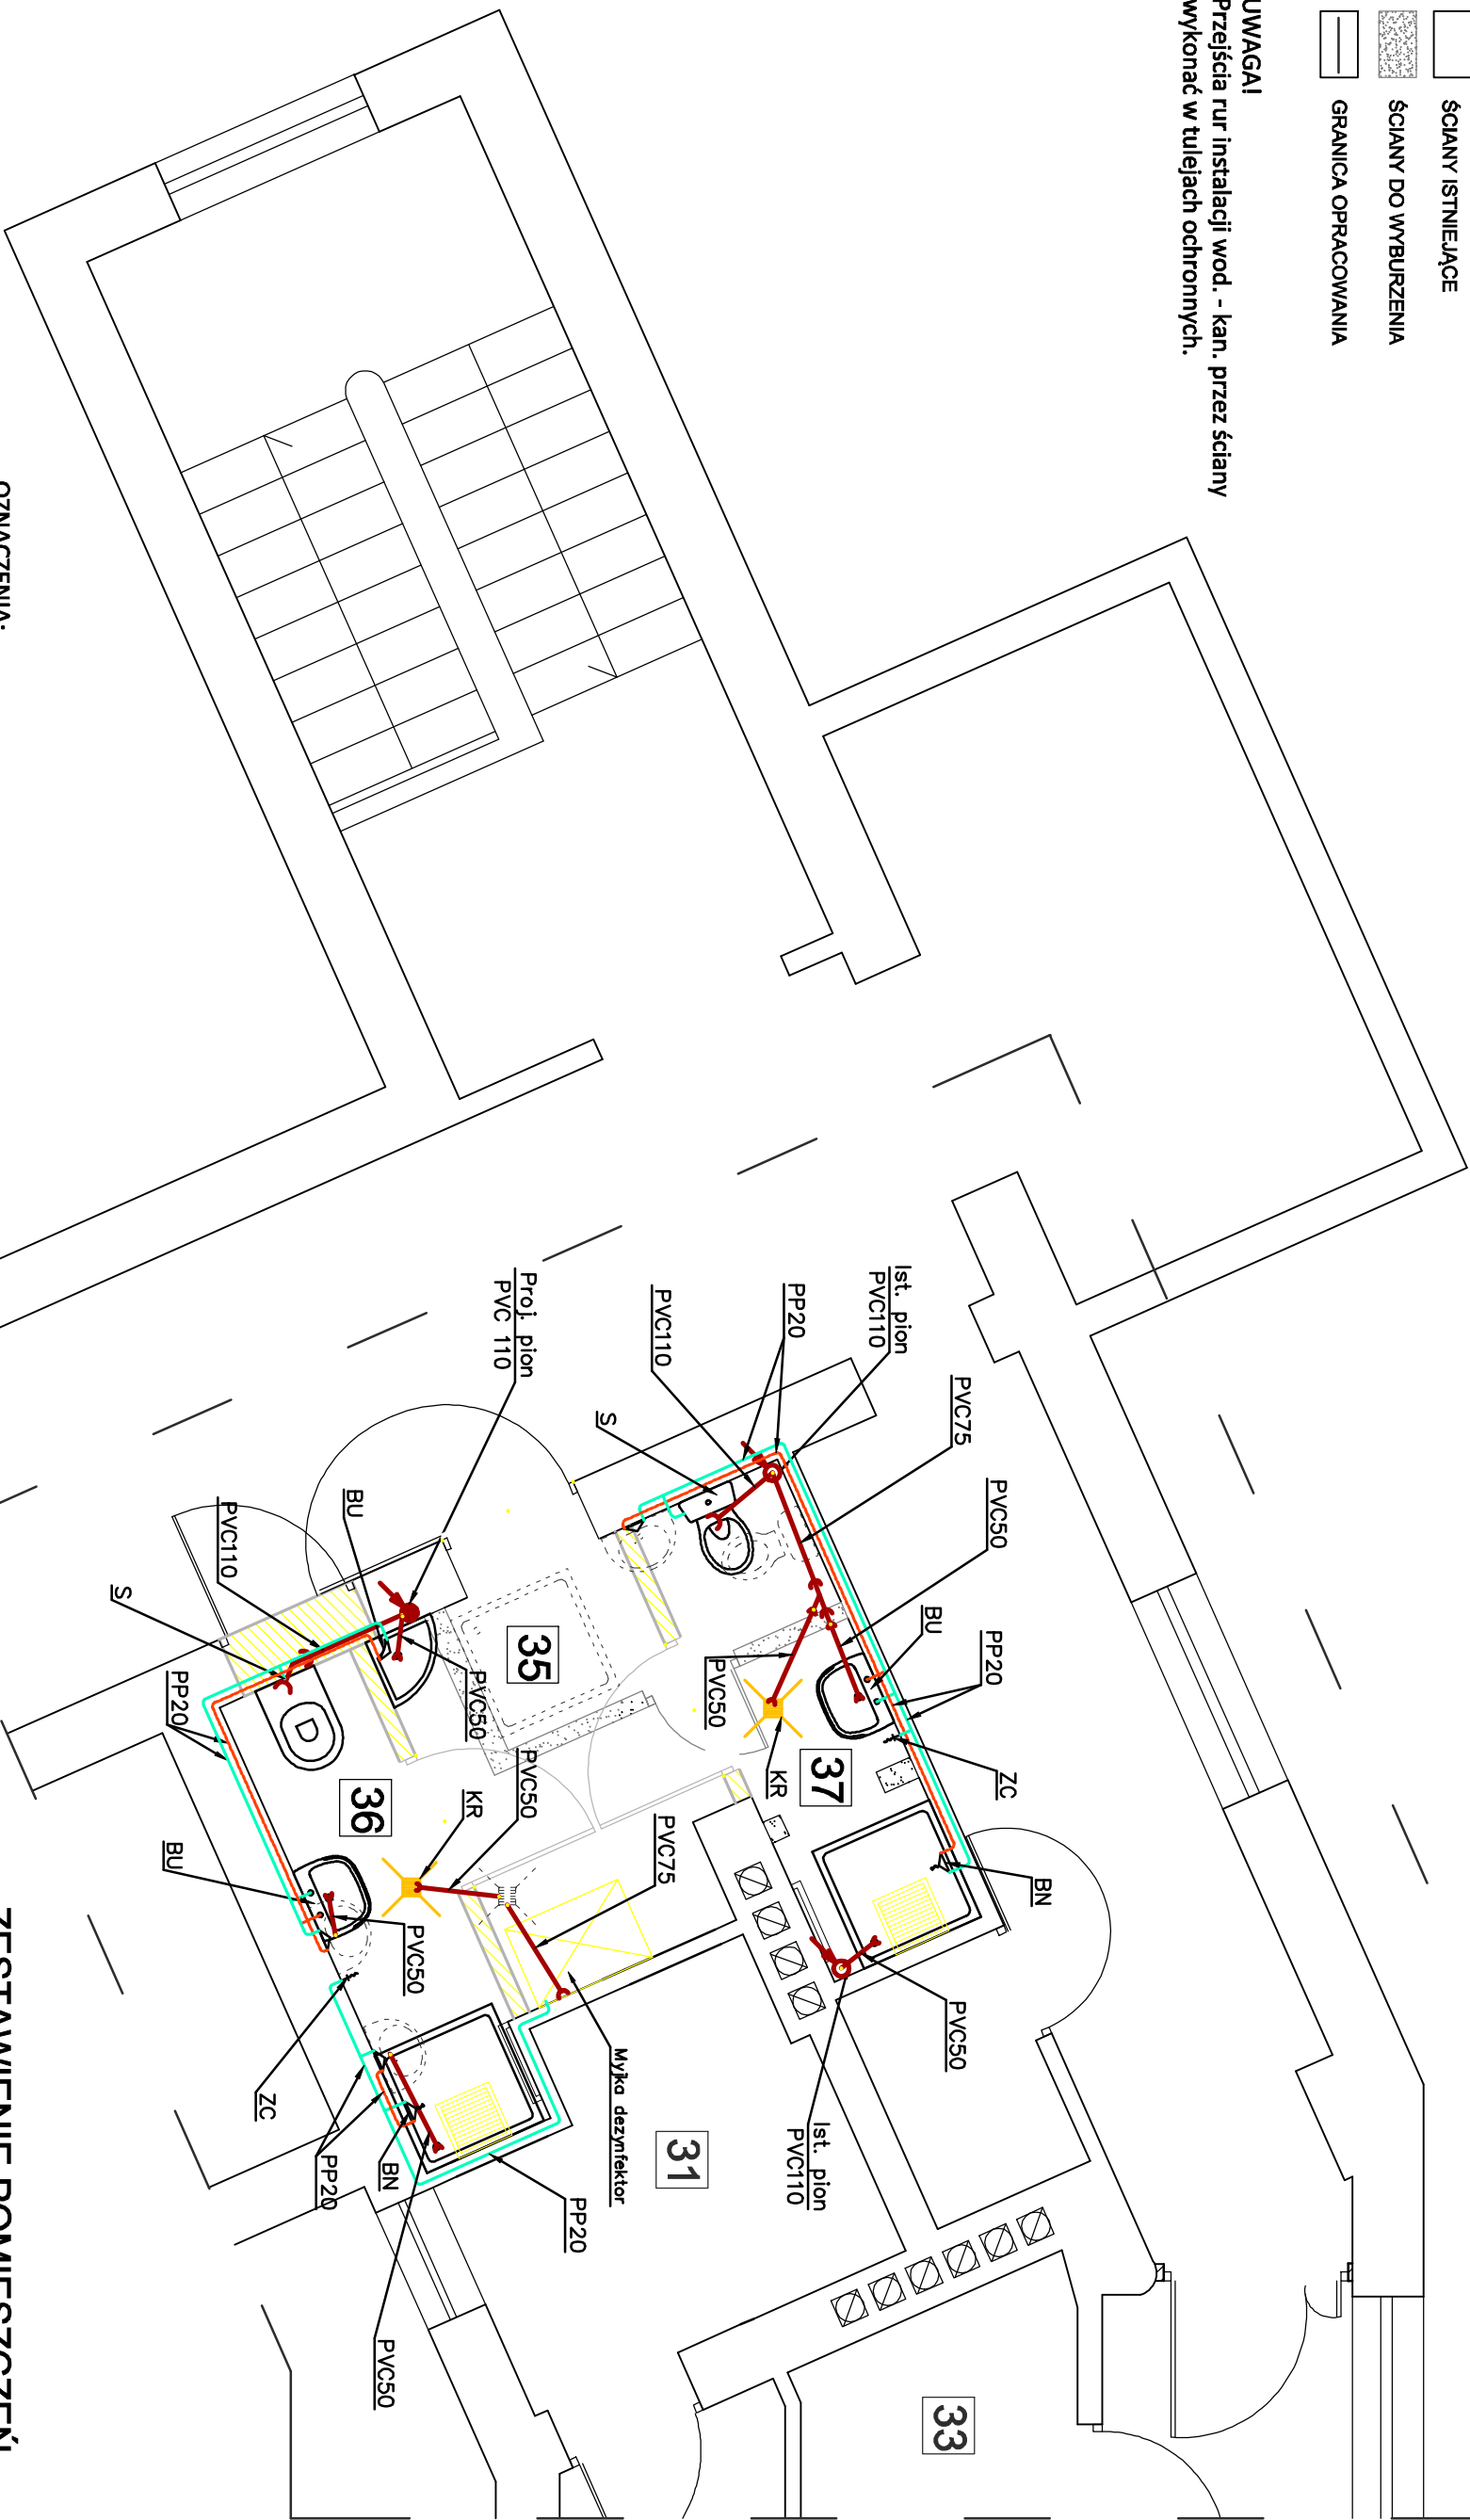 ŚCIANY ISTNIEJĄCE
ŚCIANY DO WYBURZENIA
GRANICA OPRACOWANIA
UWAGA!
Przejścia rur instalacji wod. - kan. przez ściany
wykonać w tulejach ochronnych.
OZNACZENIA:
Ist. pion
PVC110
PP20
PVC110
S
PVC75
PVC50
BU
PP20
PVC50
KR
37
ZC
BN
PVC50
Ist. pion
PVC110
Proj. pion
PVC 110
BU
PVC110
S
PP20
35
PVC50
PVC50
KR
36
BU
PVC50
PVC75
Myjka dezynfektor
ZC
PP20
BN
PP20
PVC50
31
33
ZESTAWIENIE POMIESZCZEŃ